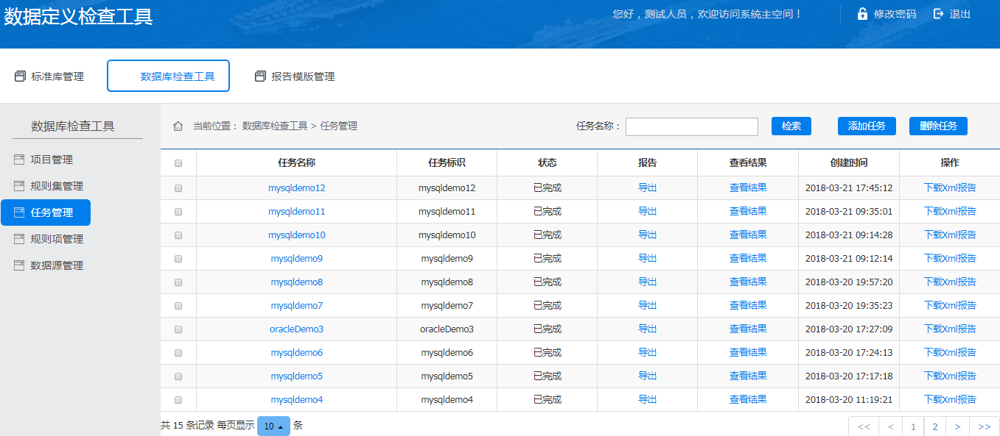 数据定义检查工具 您好，测试人员，欢迎访问系统主空间！ 修改密码 退出
标准库管理 数据库检查工具 报告模版管理
数据库检查工具
项目管理
规则集管理
任务管理
规则项管理
数据源管理
当前位置： 数据库检查工具 > 任务管理 任务名称： 检索 添加任务 删除任务
任务名称 任务标识 状态 报告 查看结果 创建时间 操作
mysqldemo12 mysqldemo12 已完成 导出 查看结果 2018-03-21 17:45:12 下载Xml报告
mysqldemo11 mysqldemo11 已完成 导出 查看结果 2018-03-21 09:35:01 下载Xml报告
mysqldemo10 mysqldemo10 已完成 导出 查看结果 2018-03-21 09:14:28 下载Xml报告
mysqldemo9 mysqldemo9 已完成 导出 查看结果 2018-03-21 09:12:14 下载Xml报告
mysqldemo8 mysqldemo8 已完成 导出 查看结果 2018-03-20 19:57:20 下载Xml报告
mysqldemo7 mysqldemo7 已完成 导出 查看结果 2018-03-20 19:35:23 下载Xml报告
oracleDemo3 oracleDemo3 已完成 导出 查看结果 2018-03-20 17:27:09 下载Xml报告
mysqldemo6 mysqldemo6 已完成 导出 查看结果 2018-03-20 17:24:13 下载Xml报告
mysqldemo5 mysqldemo5 已完成 导出 查看结果 2018-03-20 17:17:18 下载Xml报告
mysqldemo4 mysqldemo4 已完成 导出 查看结果 2018-03-20 11:19:21 下载Xml报告
共 15 条记录 每页显示 10 条 << < 1 2 > >>